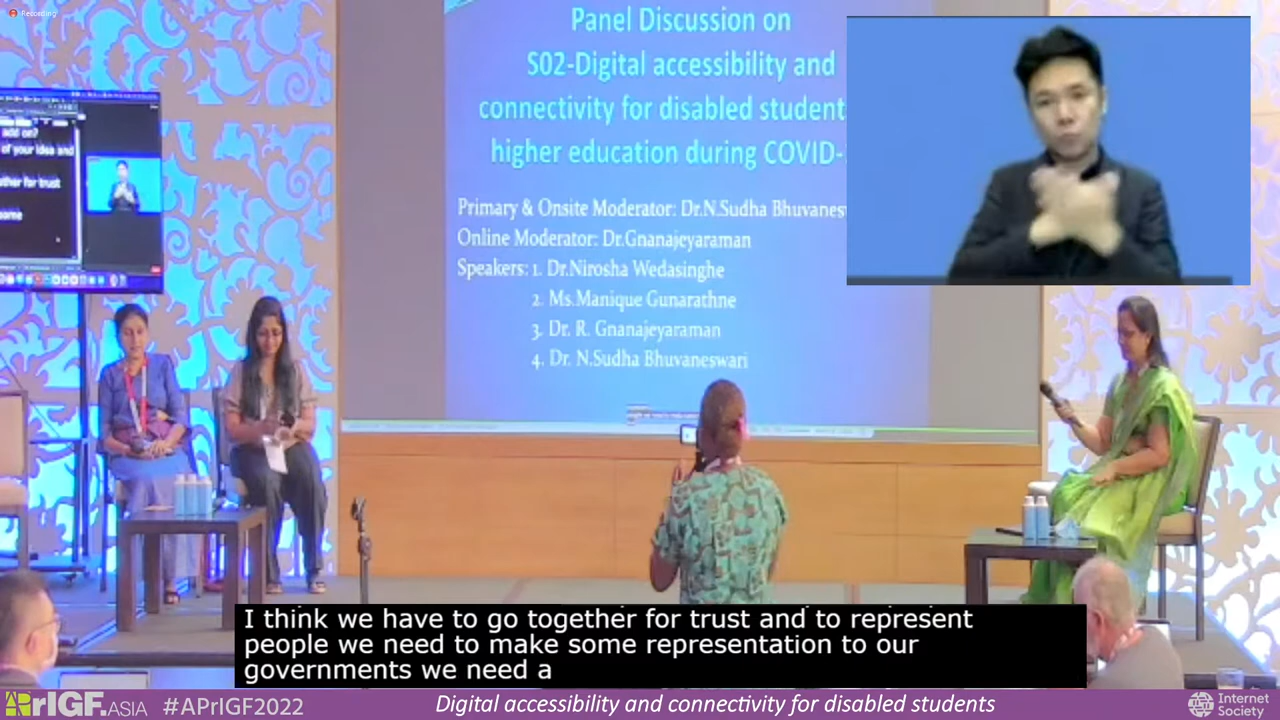 Recording
Panel Discussion on
S02-Digital accessibility and
connectivity for disabled student
higher education during COVID-
Primary & Onsite Moderator: Dr.N.Sudha Bhuvanes
Online Moderator: Dr.Gnanajeyaraman
Speakers: 1. Dr.Nirosha Wedasinghe
2. Ms.Manique Gunarathne
3. Dr. R. Gnanajeyaraman
4. Dr. N.Sudha Bhuvaneswari
add on?
of your idea and
ther for trust
some
I think we have to go together for trust and to represent
people we need to make some representation to our
governments we need a
APrIGF.ASIA #APrIGF2022 Digital accessibility and connectivity for disabled students Internet Society